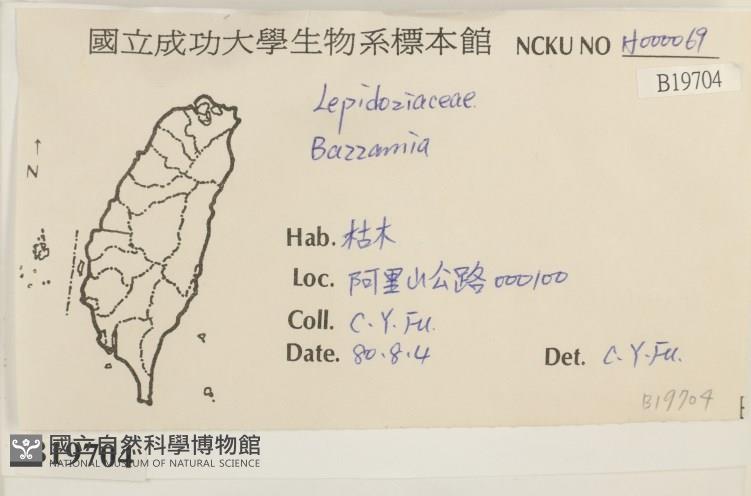 國立成功大學生物系標本館 NCKU NO H000069
B19704
Lepidoziaceae
Bazzania
N
Hab. 枯木
Loc. 阿里山公路 000100
Coll. C. Y. Fu.
Date. 80.8.4 Det. C. Y. Fu.
B19704
國立自然科學博物館
NATIONAL MUSEUM OF NATURAL SCIENCE
B19704